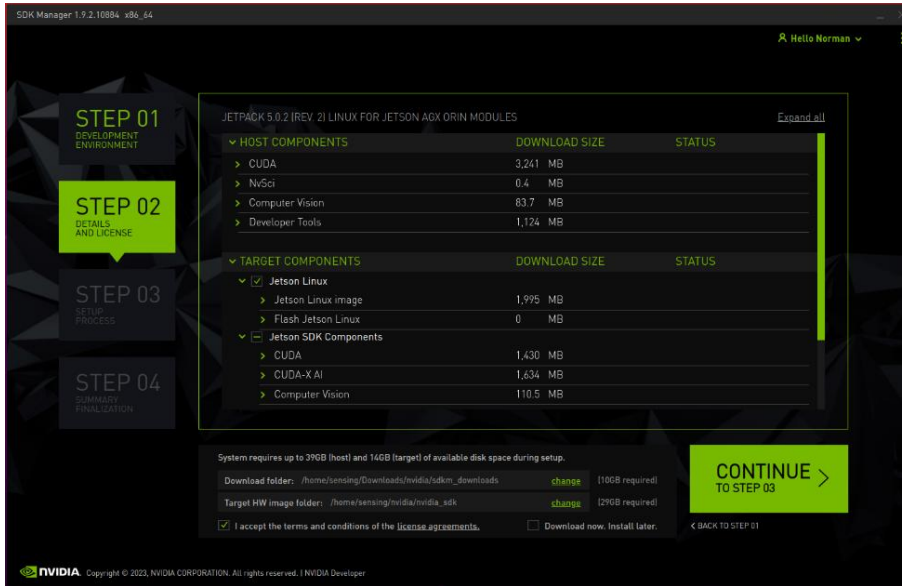 SDK Manager 1.9.2.10884 x86_64
Hello Norman
STEP 01
DEVELOPMENT
ENVIRONMENT
STEP 02
DETAILS
AND LICENSE
STEP 03
SETUP
PROCESS
STEP 04
SUMMARY
FINALIZATION
JETPACK 5.0.2 (REV. 2) LINUX FOR JETSON AGX ORIN MODULES Expand all
HOST COMPONENTS DOWNLOAD SIZE STATUS
CUDA 3,241 MB
NvSci 0.4 MB
Computer Vision 83.7 MB
Developer Tools 1,124 MB
TARGET COMPONENTS DOWNLOAD SIZE STATUS
Jetson Linux
Jetson Linux image 1,995 MB
Flash Jetson Linux 0 MB
Jetson SDK Components
CUDA 1,430 MB
CUDA-X AI 1,634 MB
Computer Vision 110.5 MB
System requires up to 39GB (host) and 14GB (target) of available disk space during setup.
Download folder: /home/sensing/Downloads/nvidia/sdkm_downloads change (10GB required)
Target HW image folder: /home/sensing/nvidia/nvidia_sdk change (29GB required)
I accept the terms and conditions of the license agreements. Download now. Install later.
CONTINUE
TO STEP 03
BACK TO STEP 01
NVIDIA. Copyright © 2023, NVIDIA CORPORATION. All rights reserved. | NVIDIA Developer